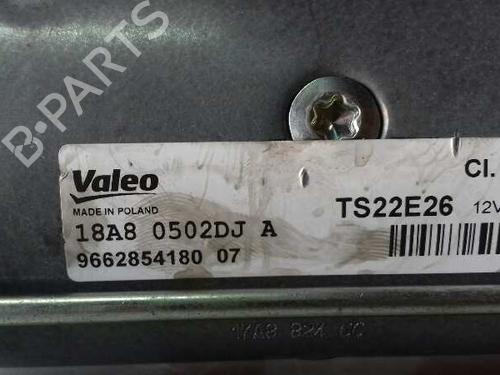 B-PARTS
Valeo
Cl.
MADE IN POLAND
TS22E26 12V
18A8 0502DJ A
9662854180 07